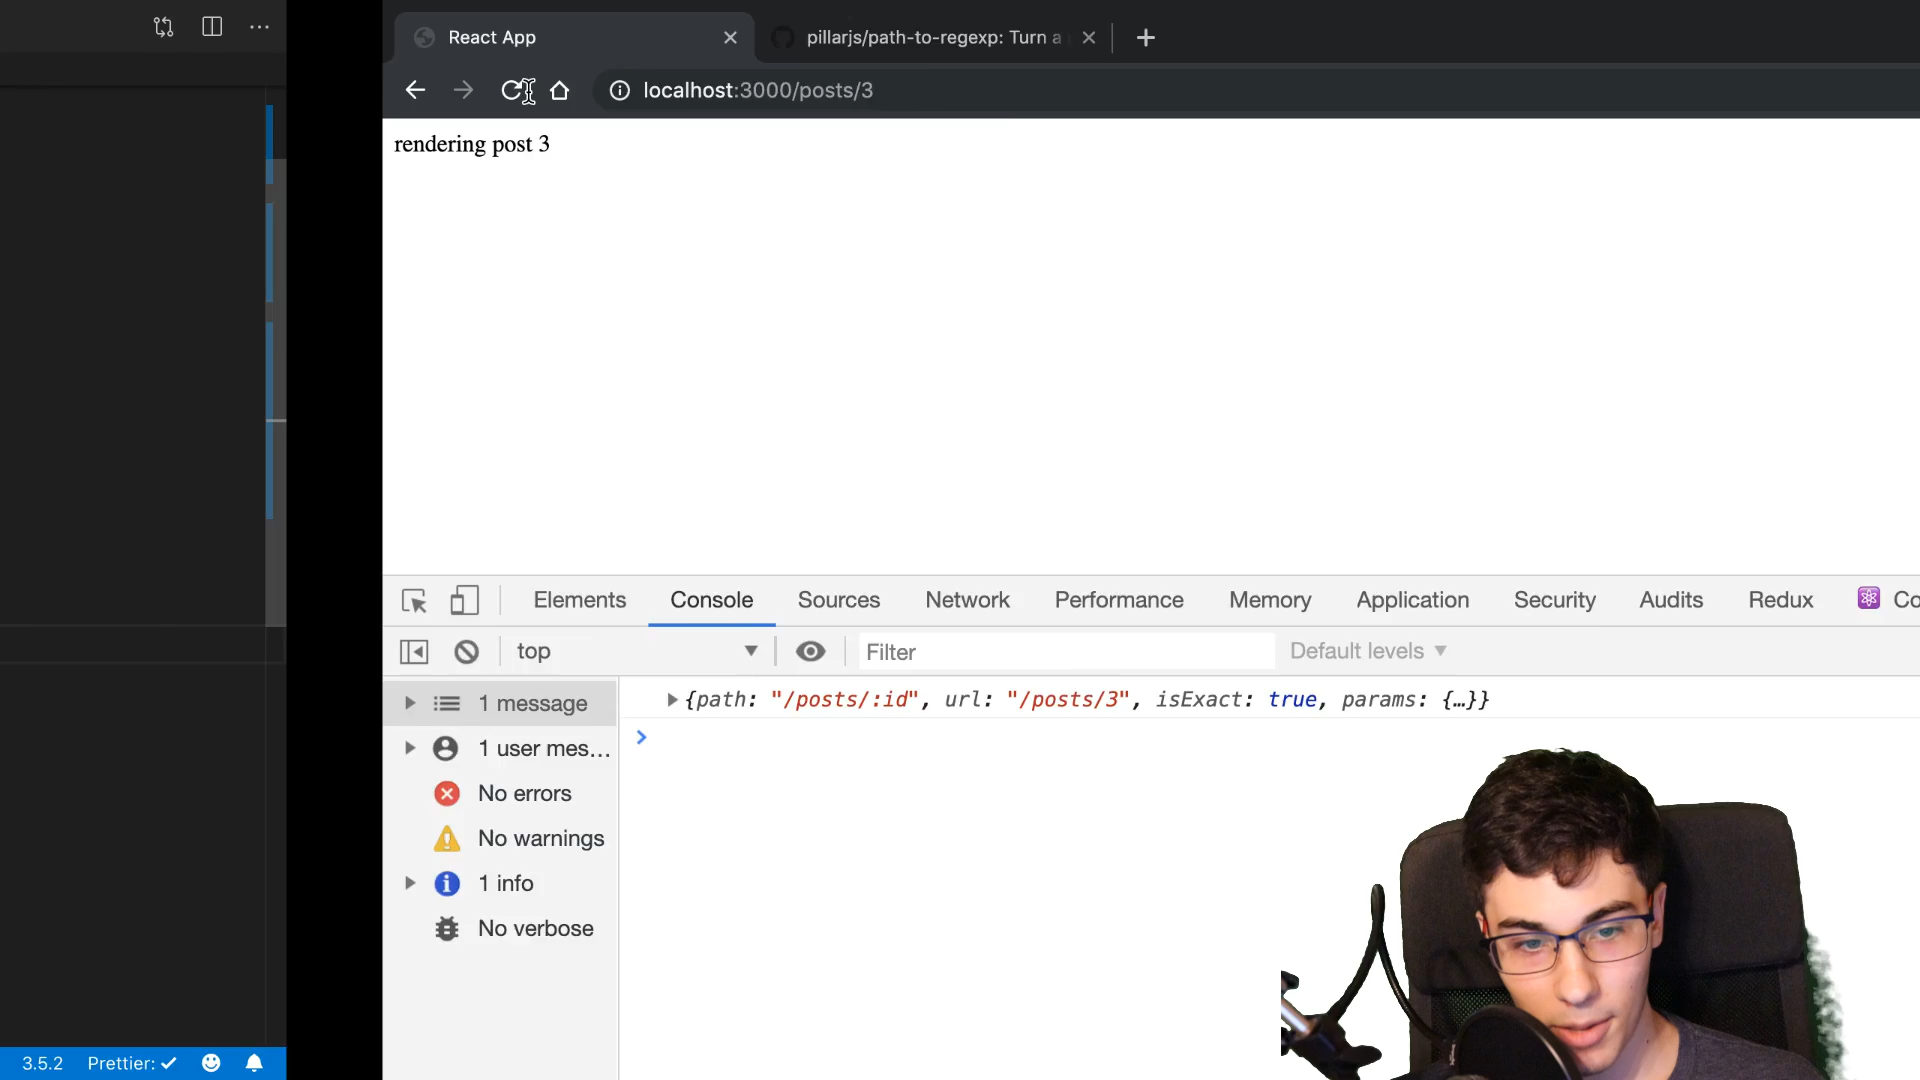 React App
pillarjs/path-to-regexp: Turn a
localhost:3000/posts/3
rendering post 3
Elements
Console
Sources
Network
Performance
Memory
Application
Security
Audits
Redux
Co
top
Filter
Default levels
1 message
{path: "/posts/:id", url: "/posts/3", isExact: true, params: {…}}
1 user mes…
No errors
No warnings
1 info
No verbose
3.5.2
Prettier: ✓